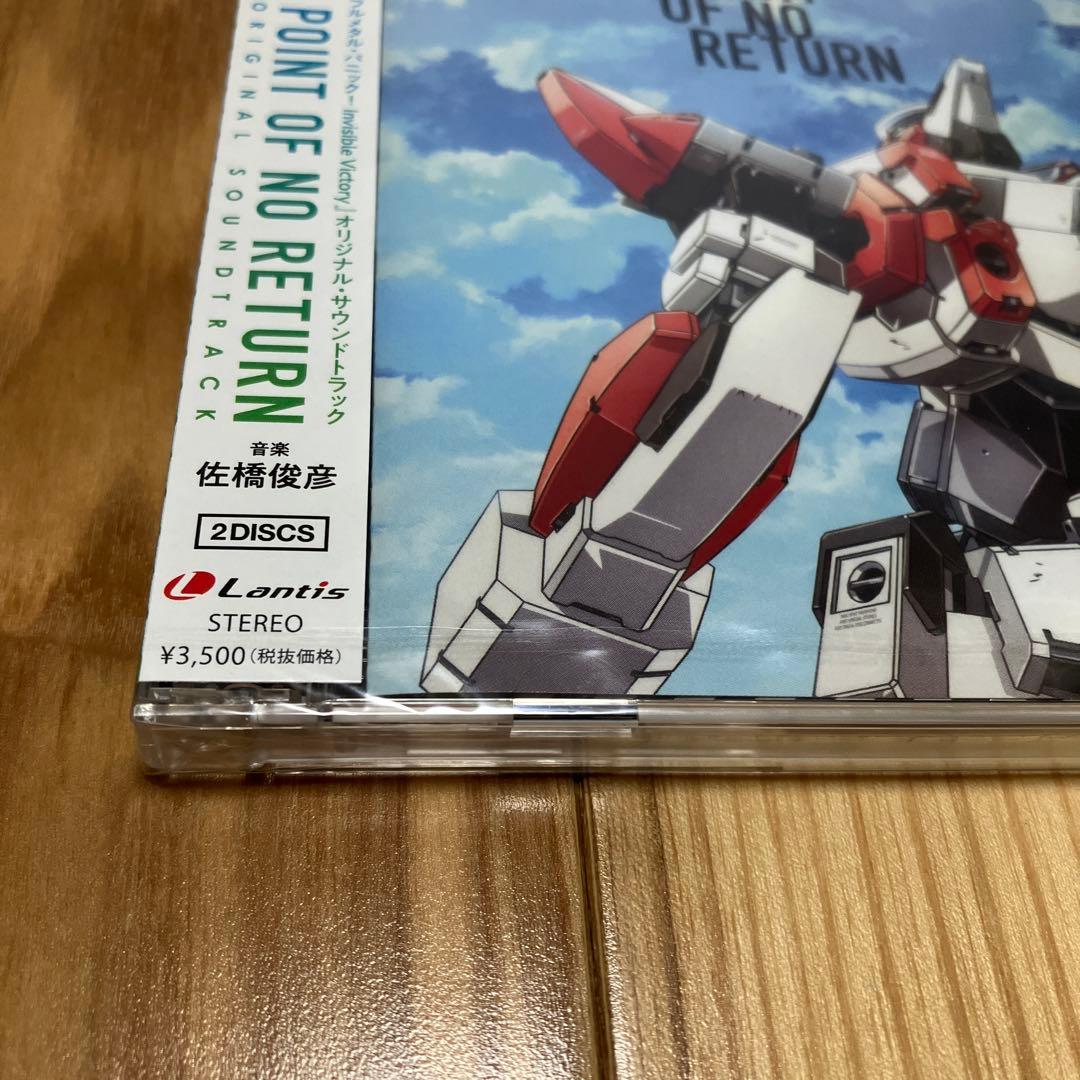 フルメタル・パニック！Invisible Victory』オリジナル・サウンドトラック
POINT OF NO RETURN
ORIGINAL SOUNDTRACK
音楽
佐橋俊彦
2DISCS
Lantis
STEREO
¥3,500（税抜価格）
OF NO
RETURN